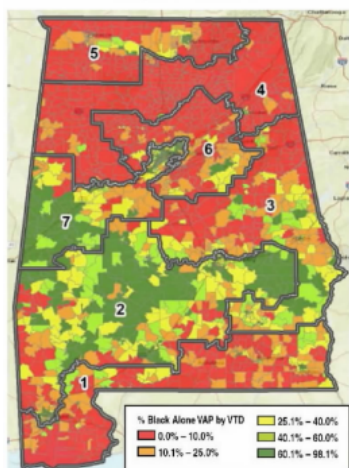 5
4
6
7
3
2
1
% Black Alone VAP by VTD
0.0% – 10.0%
10.1% – 25.0%
25.1% – 40.0%
40.1% – 60.0%
60.1% – 98.1%